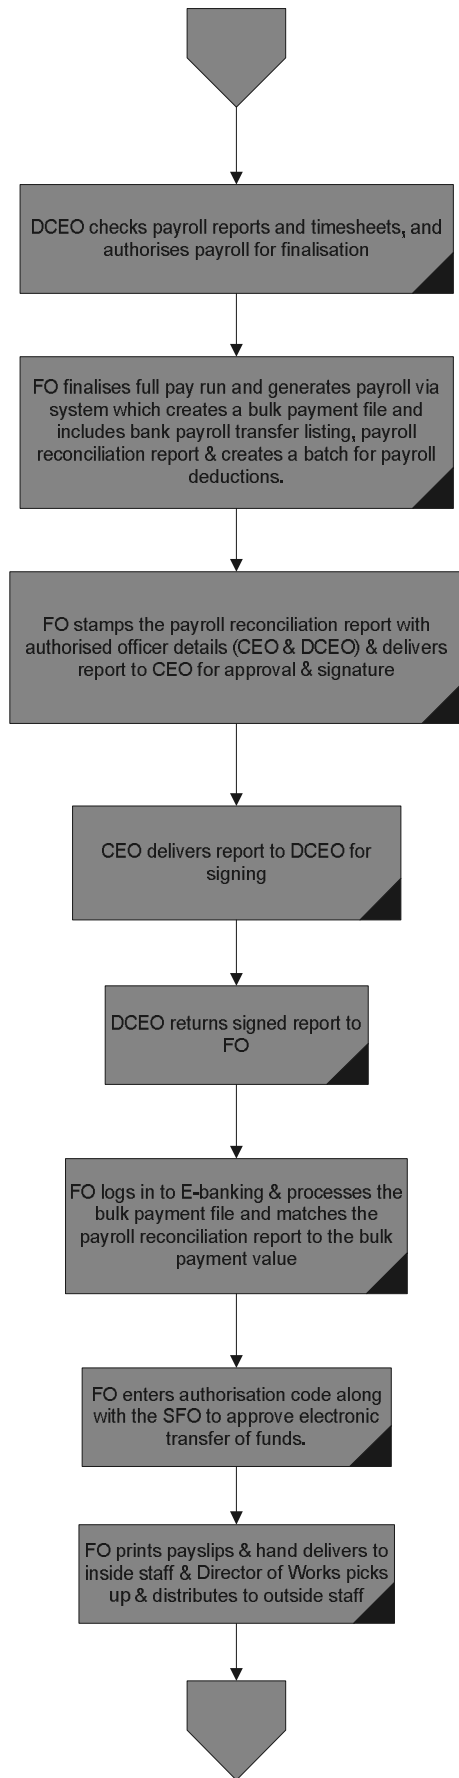 DCEO checks payroll reports and timesheets, and
authorises payroll for finalisation
FO finalises full pay run and generates payroll via
system which creates a bulk payment file and
includes bank payroll transfer listing, payroll
reconciliation report & creates a batch for payroll
deductions.
FO stamps the payroll reconciliation report with
authorised officer details (CEO & DCEO) & delivers
report to CEO for approval & signature
CEO delivers report to DCEO for
signing
DCEO returns signed report to
FO
FO logs in to E-banking & processes the
bulk payment file and matches the
payroll reconciliation report to the bulk
payment value
FO enters authorisation code along
with the SFO to approve electronic
transfer of funds.
FO prints payslips & hand delivers to
inside staff & Director of Works picks
up & distributes to outside staff